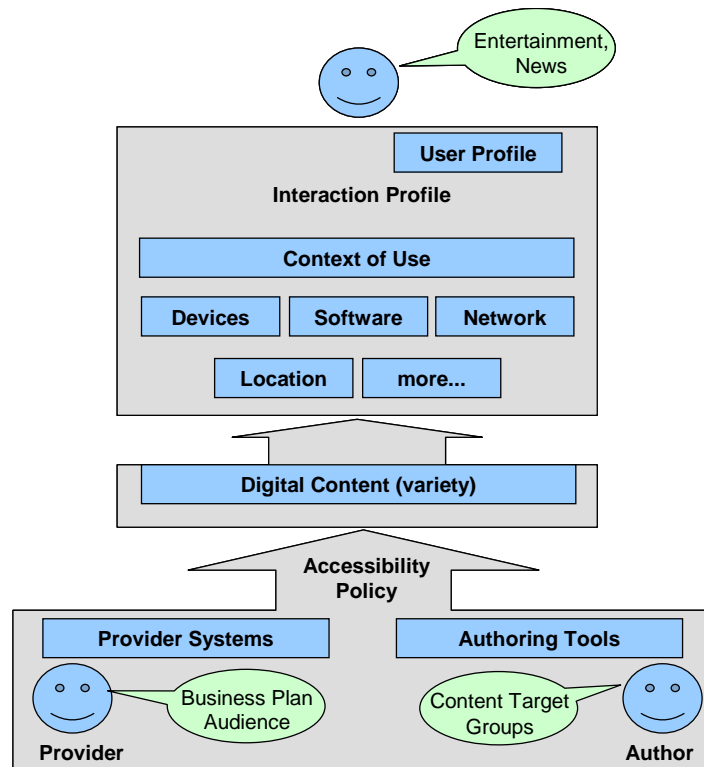 Entertainment,
News
User Profile
Interaction Profile
Context of Use
Devices
Software
Network
Location
more...
Digital Content (variety)
Accessibility
Policy
Provider Systems
Authoring Tools
Business Plan
Audience
Content Target
Groups
Provider
Author